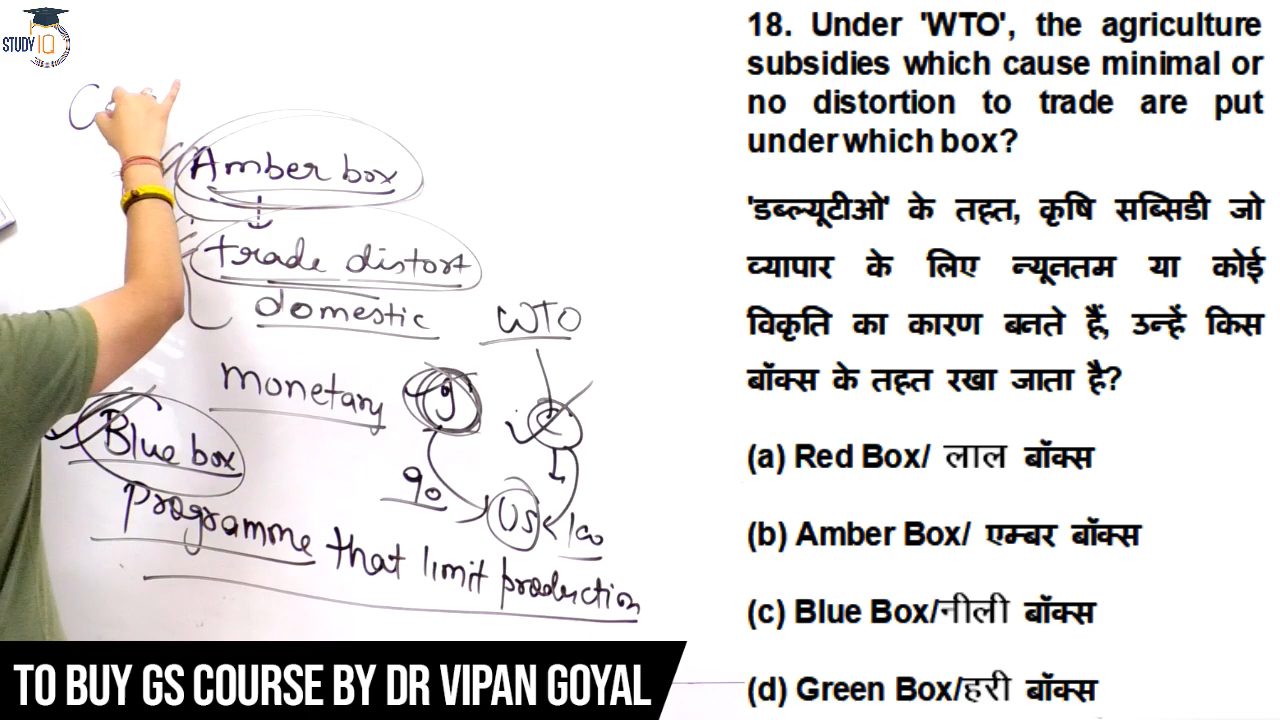 STUDY IQ
Amber box
trade distort
domestic
WTO
monetary
g
C
I
Blue box
90
US < 100
programme that limit production
TO BUY GS COURSE BY DR VIPAN GOYAL
18. Under 'WTO', the agriculture
subsidies which cause minimal or
no distortion to trade are put
under which box?
'डब्ल्यूटीओ' के तहत, कृषि सब्सिडी जो
व्यापार के लिए न्यूनतम या कोई
विकृति का कारण बनते हैं, उन्हें किस
बॉक्स के तहत रखा जाता है?
(a) Red Box/ लाल बॉक्स
(b) Amber Box/ एम्बर बॉक्स
(c) Blue Box/नीली बॉक्स
(d) Green Box/हरी बॉक्स